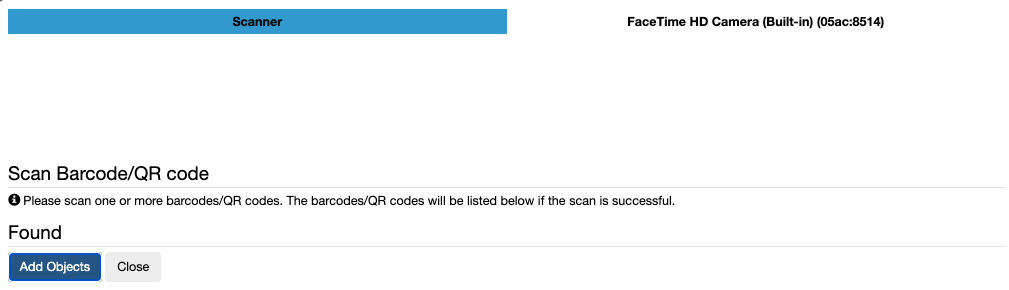 Scanner
FaceTime HD Camera (Built-in) (05ac:8514)
Scan Barcode/QR code
Please scan one or more barcodes/QR codes. The barcodes/QR codes will be listed below if the scan is successful.
Found
Add Objects
Close